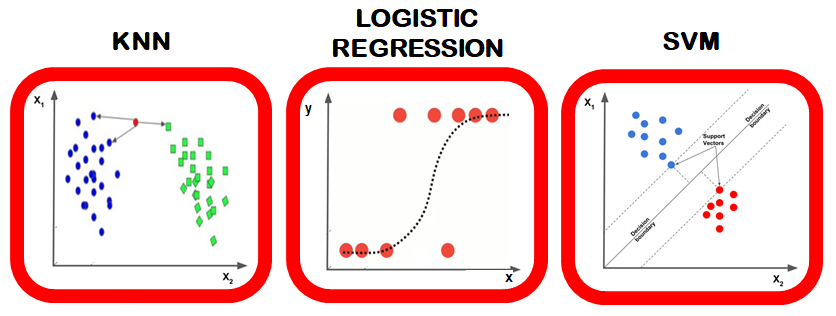 KNN
LOGISTIC
REGRESSION
SVM
X1
X2
y
x
X1
Decision
boundary
Support
Vectors
Decision
boundary
X2